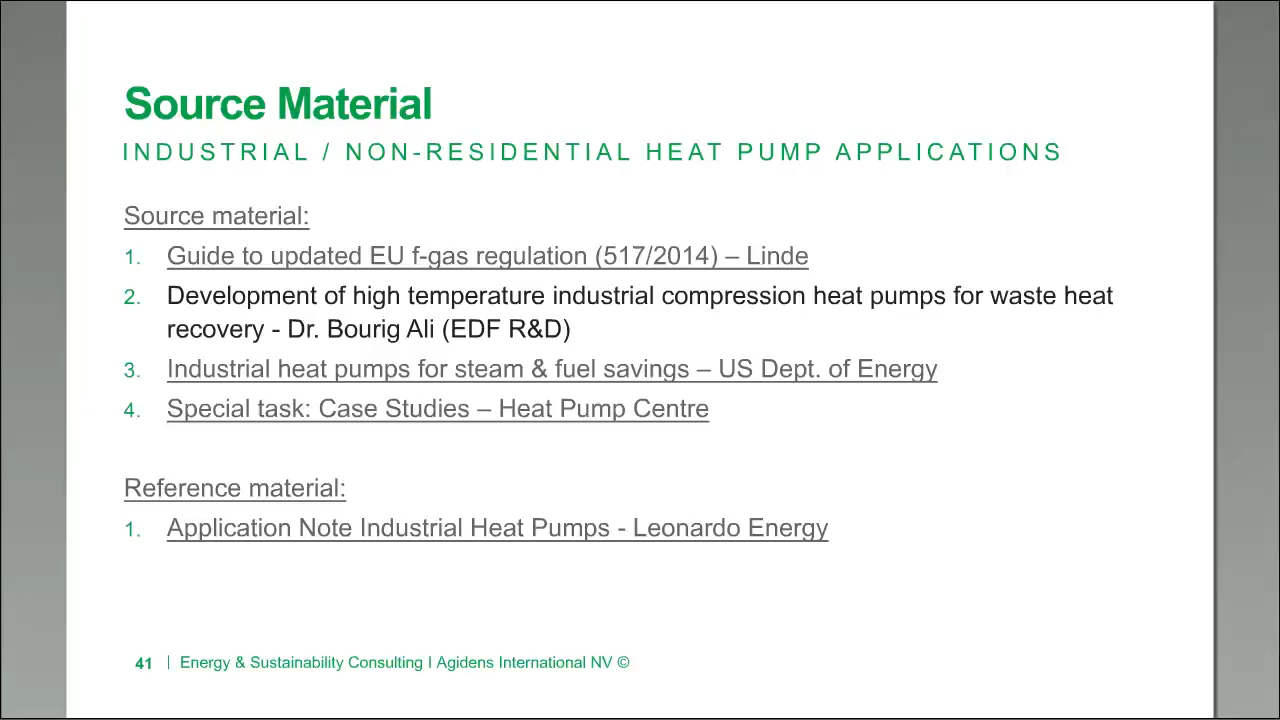 Source Material
INDUSTRIAL / NON-RESIDENTIAL HEAT PUMP APPLICATIONS
Source material:
1. Guide to updated EU f-gas regulation (517/2014) – Linde
2. Development of high temperature industrial compression heat pumps for waste heat
recovery - Dr. Bourig Ali (EDF R&D)
3. Industrial heat pumps for steam & fuel savings – US Dept. of Energy
4. Special task: Case Studies – Heat Pump Centre
Reference material:
1. Application Note Industrial Heat Pumps - Leonardo Energy
41 | Energy & Sustainability Consulting I Agidens International NV ©